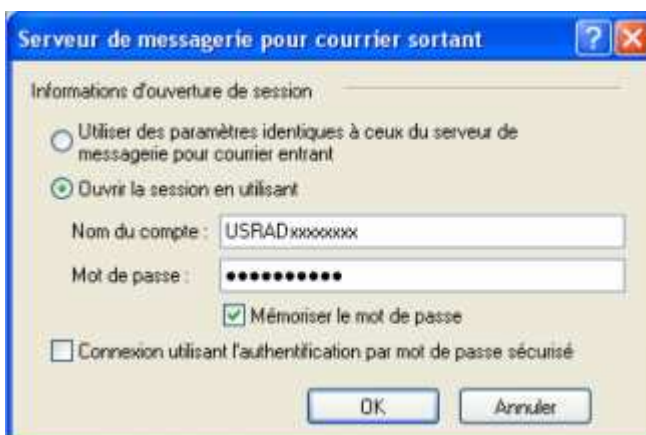 Serveur de messagerie pour courrier sortant
Informations d'ouverture de session
Utiliser des paramètres identiques à ceux du serveur de
messagerie pour courrier entrant
Ouvrir la session en utilisant
Nom du compte : USRADxxxxxxxx
Mot de passe : ●●●●●●●●●●
Mémoriser le mot de passe
Connexion utilisant l'authentification par mot de passe sécurisé
OK Annuler